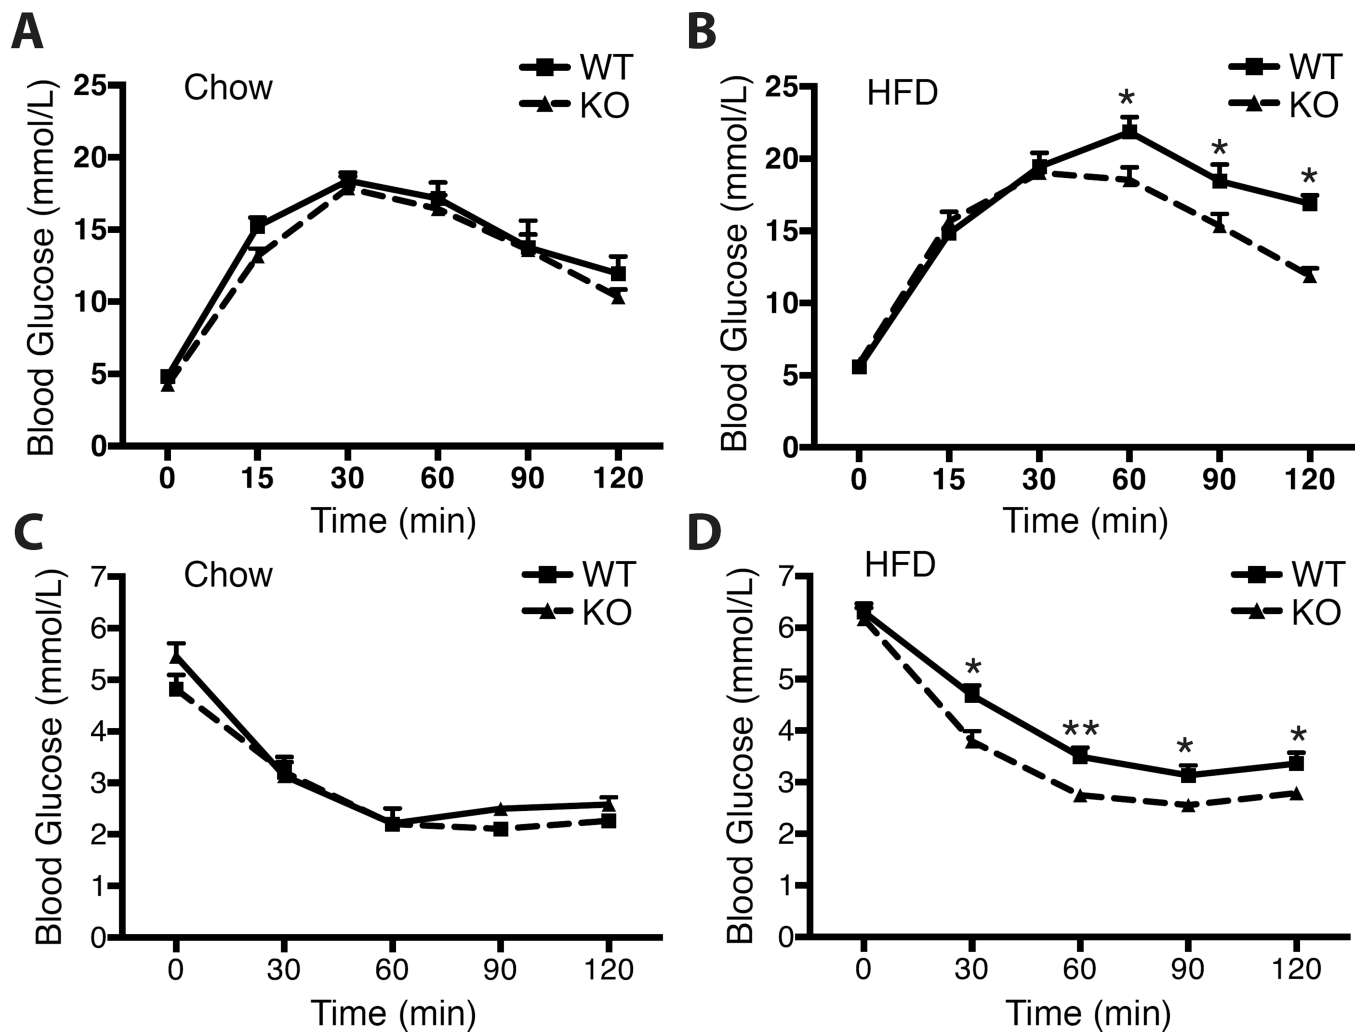 A
Chow
WT
KO
Blood Glucose (mmol/L)
25
20
15
10
5
0
0 15 30 60 90 120
Time (min)
B
HFD
WT
KO
Blood Glucose (mmol/L)
25
20
15
10
5
0
* * *
0 15 30 60 90 120
Time (min)
C
Chow
WT
KO
Blood Glucose (mmol/L)
7
6
5
4
3
2
1
0
0 30 60 90 120
Time (min)
D
HFD
WT
KO
Blood Glucose (mmol/L)
7
6
5
4
3
2
1
0
* ** * *
0 30 60 90 120
Time (min)